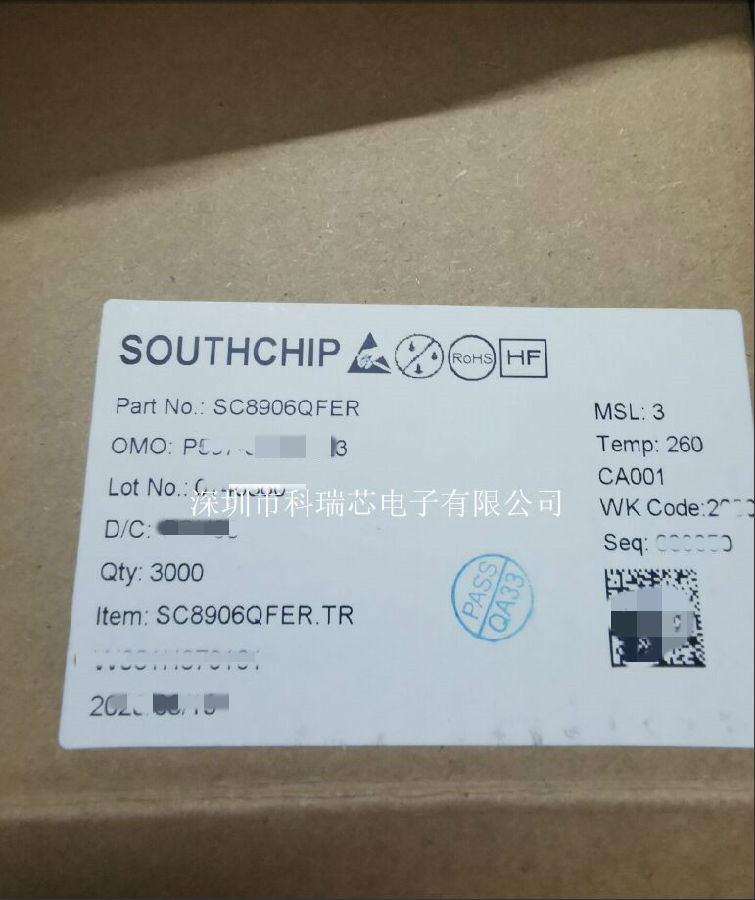 SOUTHCHIP
RoHS
HF
Part No.: SC8906QFER
MSL: 3
OMO:
Temp: 260
Lot No.:
CA001
深圳市科瑞芯电子有限公司
WK Code:
D/C:
Seq:
Qty: 3000
PASS
QA33
Item: SC8906QFER.TR